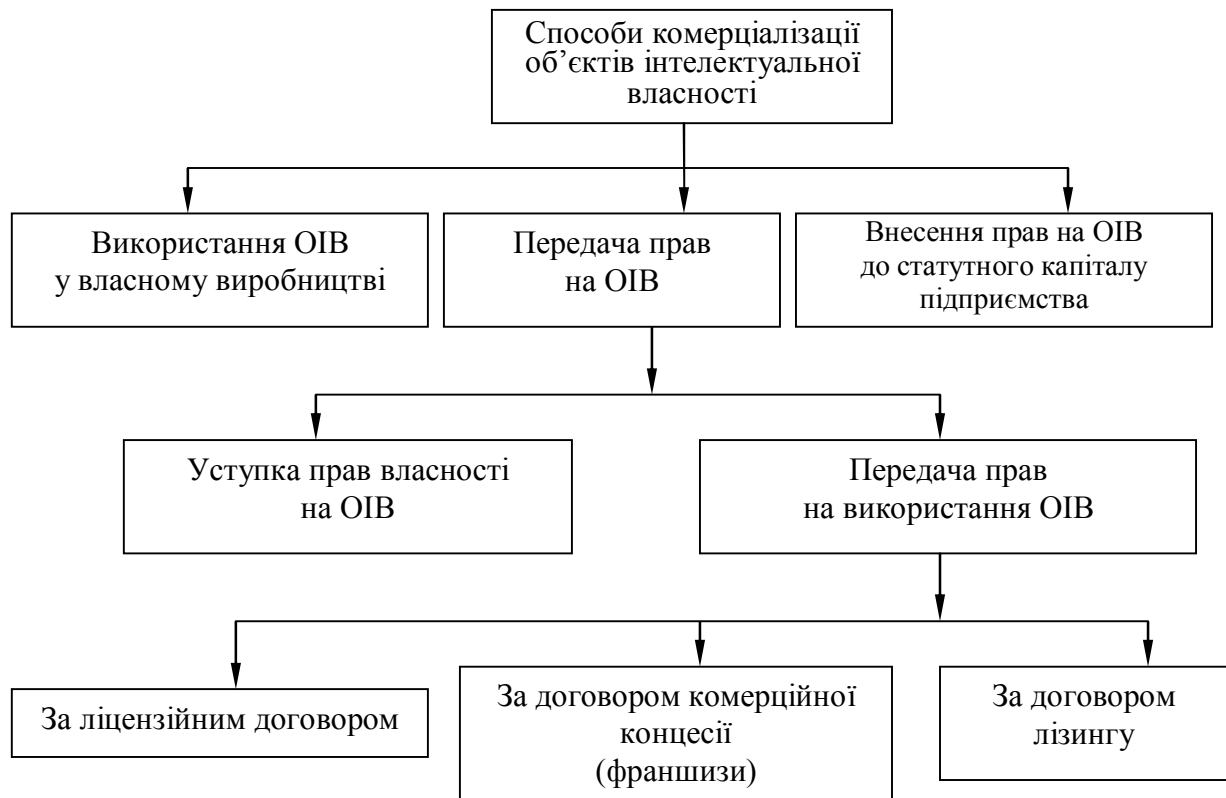 Способи комерціалізації
об’єктів інтелектуальної
власності
Використання ОІВ
у власному виробництві
Передача прав
на ОІВ
Внесення прав на ОІВ
до статутного капіталу
підприємства
Уступка прав власності
на ОІВ
Передача прав
на використання ОІВ
За ліцензійним договором
За договором комерційної
концесії
(франшизи)
За договором
лізингу